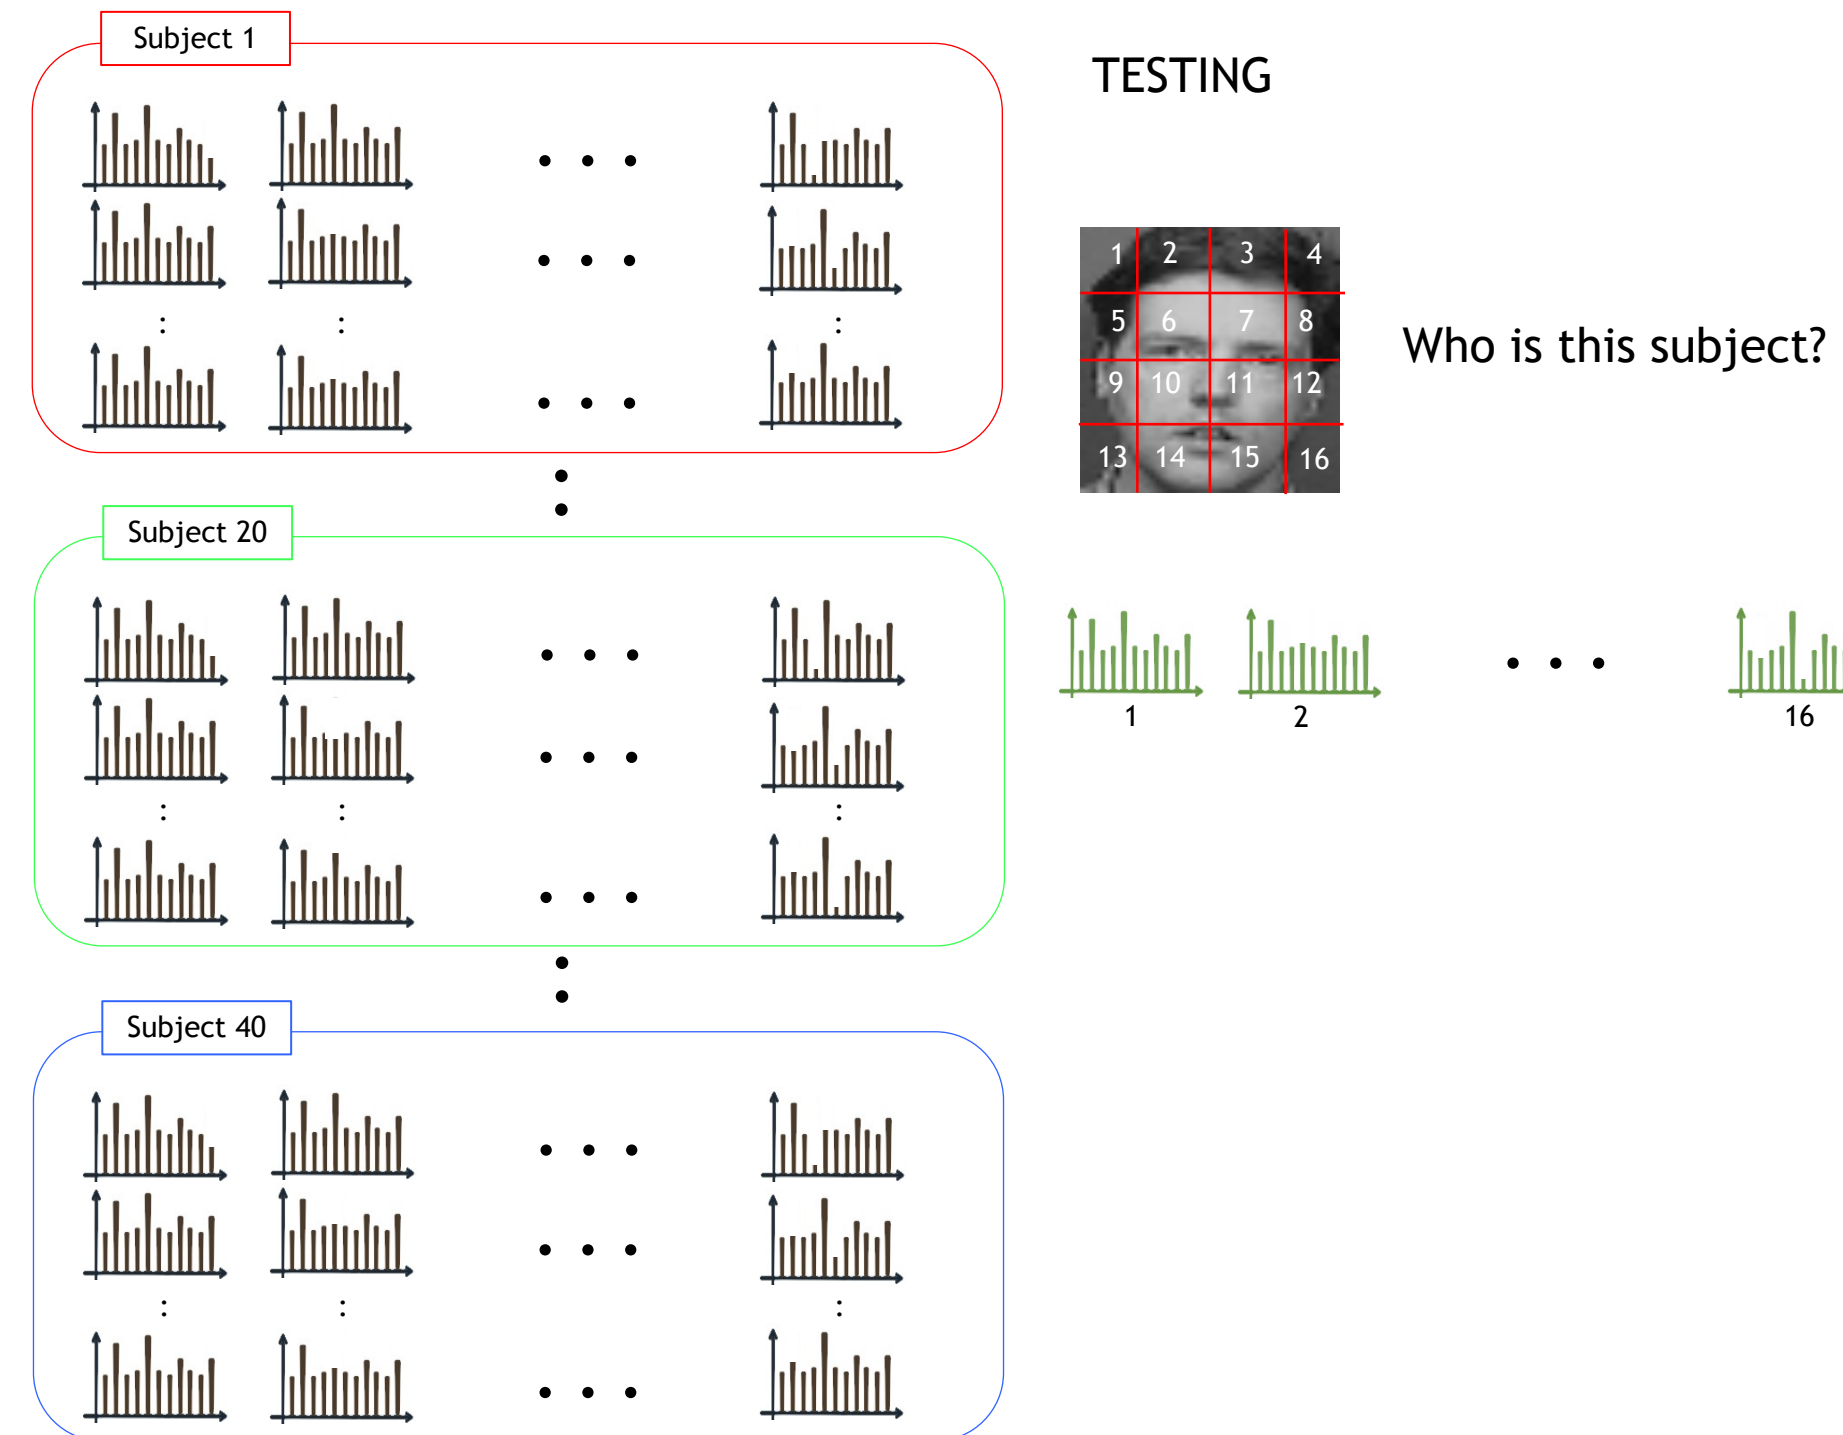 Subject 1
TESTING
1 2 3 4
5 6 7 8
9 10 11 12
13 14 15 16
Who is this subject?
Subject 20
1 2 16
Subject 40